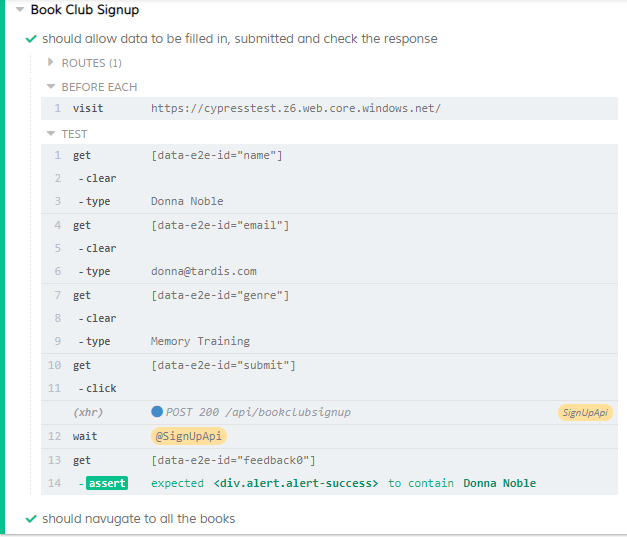 Book Club Signup
should allow data to be filled in, submitted and check the response
ROUTES (1)
BEFORE EACH
1 visit https://cypresstest.z6.web.core.windows.net/
TEST
1 get [data-e2e-id="name"]
2 -clear
3 -type Donna Noble
4 get [data-e2e-id="email"]
5 -clear
6 -type donna@tardis.com
7 get [data-e2e-id="genre"]
8 -clear
9 -type Memory Training
10 get [data-e2e-id="submit"]
11 -click
(xhr) POST 200 /api/bookclubsignup SignUpApi
12 wait @SignUpApi
13 get [data-e2e-id="feedback0"]
14 -assert expected <div.alert.alert-success> to contain Donna Noble
should navugate to all the books